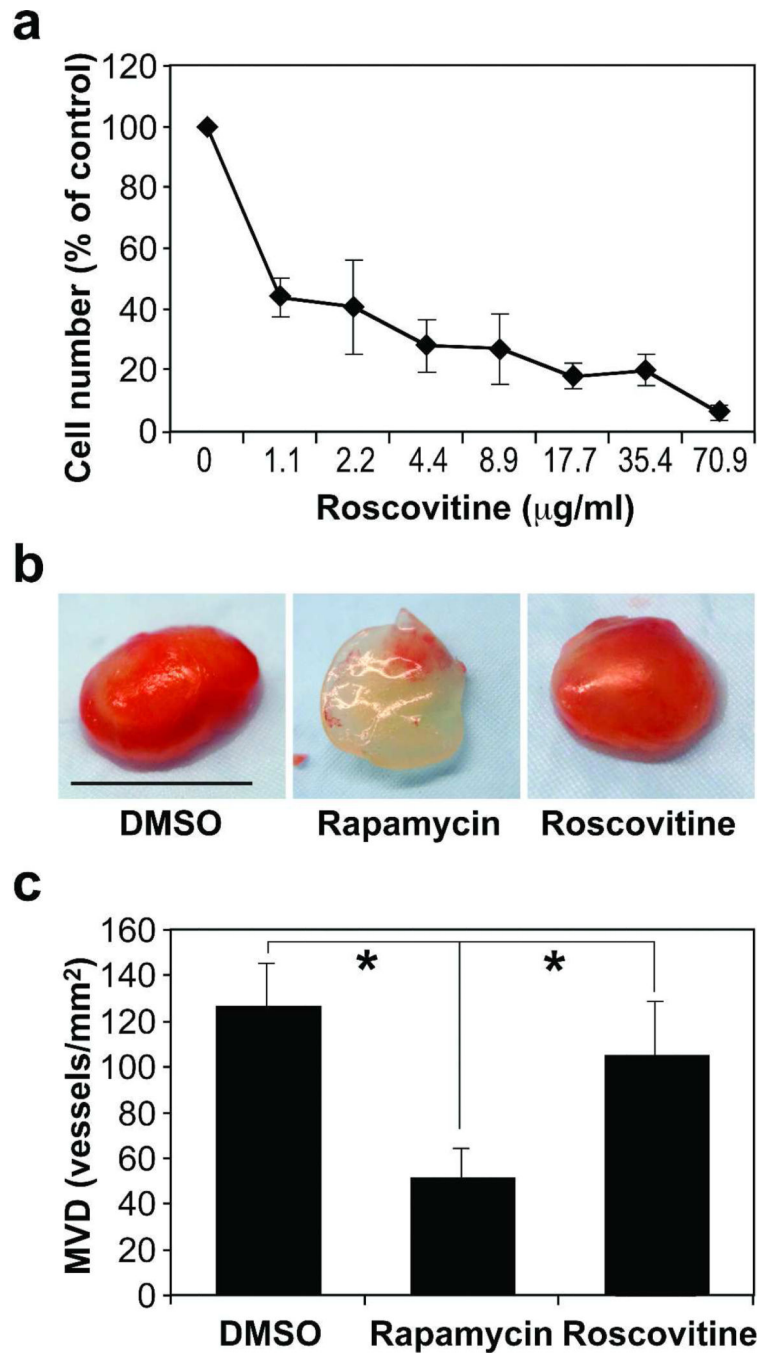 a
Cell number (% of control)
120
100
80
60
40
20
0
0 1.1 2.2 4.4 8.9 17.7 35.4 70.9
Roscovitine (μg/ml)
b
DMSO Rapamycin Roscovitine
c
MVD (vessels/mm²)
160
140
120
100
80
60
40
20
0
* *
DMSO Rapamycin Roscovitine